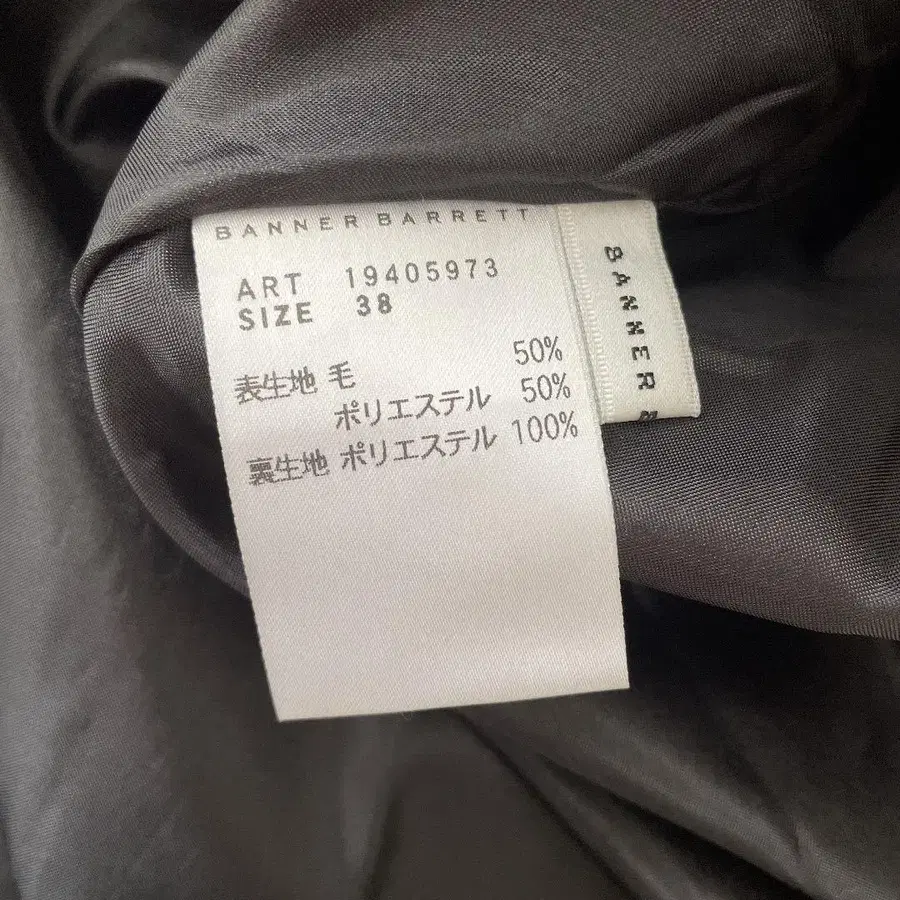 BANNER BARRETT
ART 19405973
SIZE 38
表生地 毛 50%
ポリエステル 50%
裏生地 ポリエステル 100%
BANNER